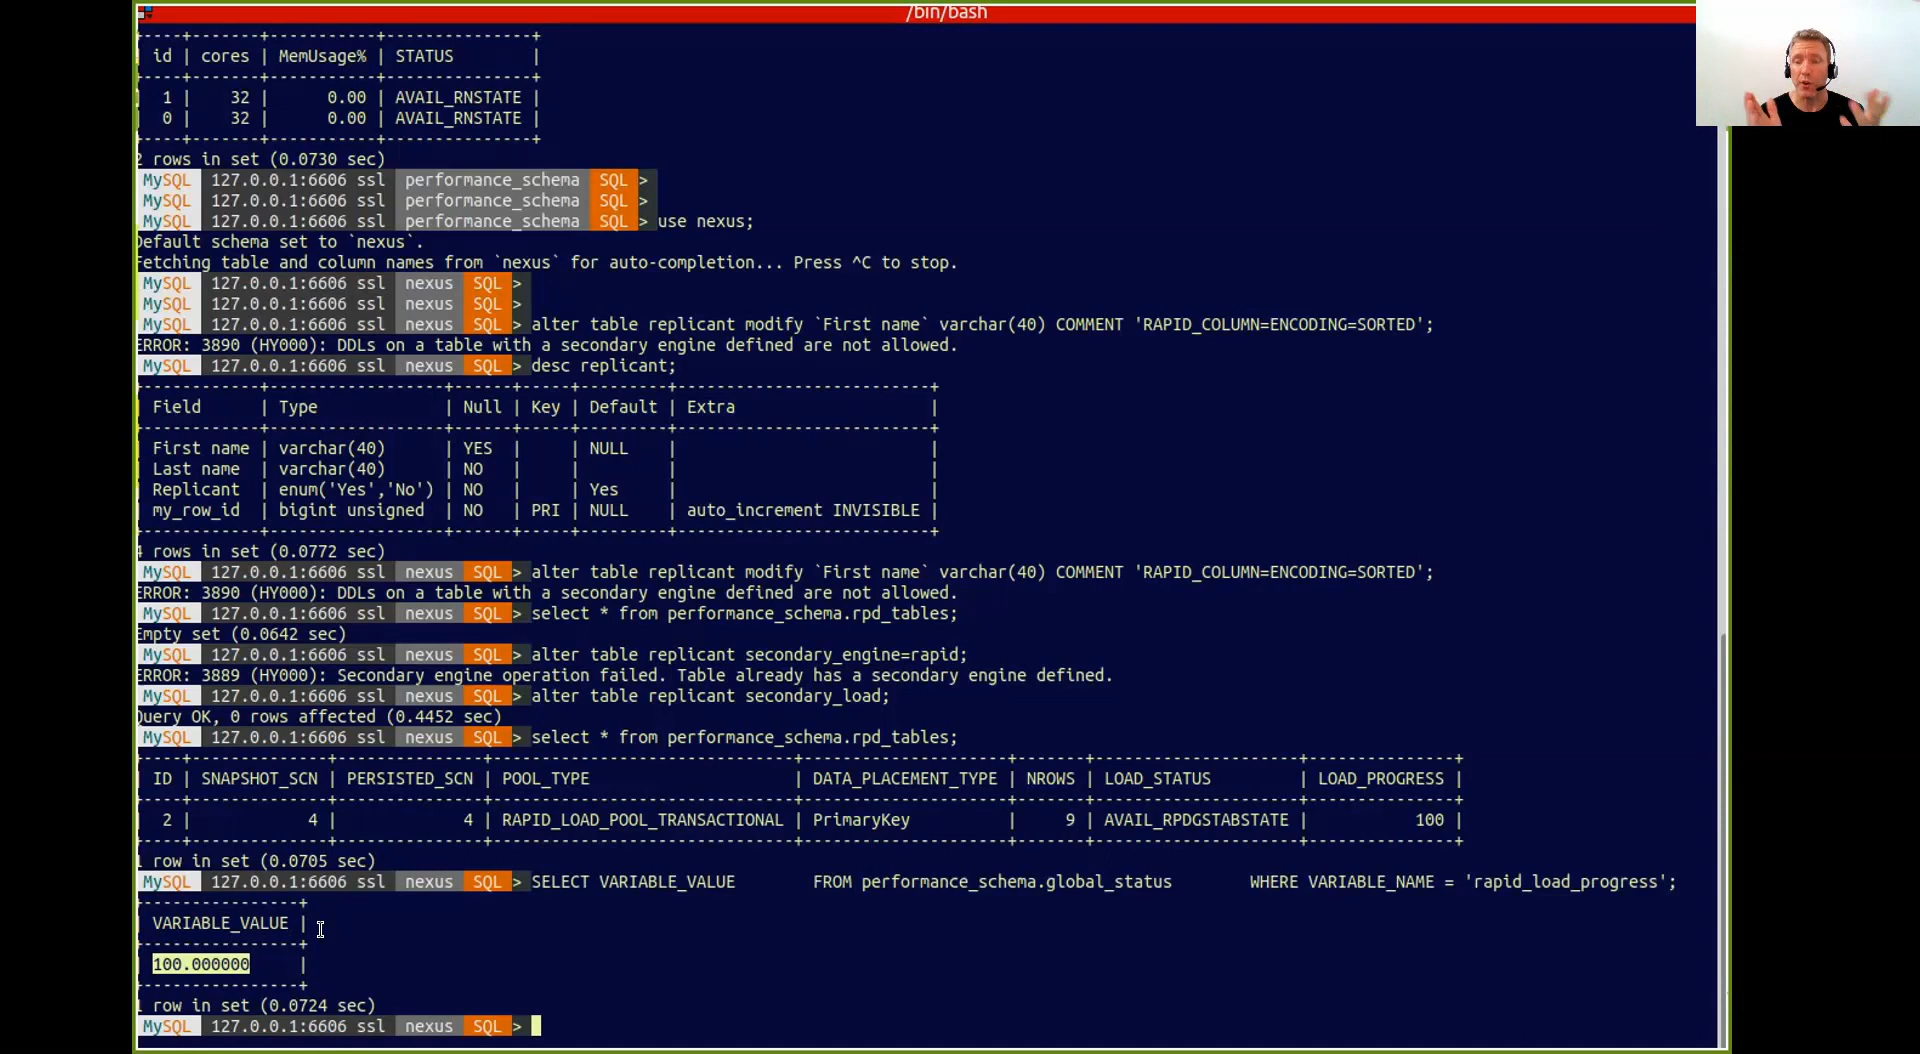 /bin/bash
+----+-------+-----------+---------------+
| id | cores | MemUsage% | STATUS        |
+----+-------+-----------+---------------+
|  1 |    32 |      0.00 | AVAIL_RNSTATE |
|  0 |    32 |      0.00 | AVAIL_RNSTATE |
+----+-------+-----------+---------------+
2 rows in set (0.0730 sec)
MySQL 127.0.0.1:6606 ssl performance_schema SQL >
MySQL 127.0.0.1:6606 ssl performance_schema SQL >
MySQL 127.0.0.1:6606 ssl performance_schema SQL > use nexus;
Default schema set to `nexus`.
Fetching table and column names from `nexus` for auto-completion... Press ^C to stop.
MySQL 127.0.0.1:6606 ssl nexus SQL >
MySQL 127.0.0.1:6606 ssl nexus SQL >
MySQL 127.0.0.1:6606 ssl nexus SQL > alter table replicant modify `First name` varchar(40) COMMENT 'RAPID_COLUMN=ENCODING=SORTED';
ERROR: 3890 (HY000): DDLs on a table with a secondary engine defined are not allowed.
MySQL 127.0.0.1:6606 ssl nexus SQL > desc replicant;
+------------+------------------+------+-----+---------+--------------------------+
| Field      | Type             | Null | Key | Default | Extra                    |
+------------+------------------+------+-----+---------+--------------------------+
| First name | varchar(40)      | YES  |     | NULL    |                          |
| Last name  | varchar(40)      | NO   |     |         |                          |
| Replicant  | enum('Yes','No') | NO   |     | Yes     |                          |
| my_row_id  | bigint unsigned  | NO   | PRI | NULL    | auto_increment INVISIBLE |
+------------+------------------+------+-----+---------+--------------------------+
4 rows in set (0.0772 sec)
MySQL 127.0.0.1:6606 ssl nexus SQL > alter table replicant modify `First name` varchar(40) COMMENT 'RAPID_COLUMN=ENCODING=SORTED';
ERROR: 3890 (HY000): DDLs on a table with a secondary engine defined are not allowed.
MySQL 127.0.0.1:6606 ssl nexus SQL > select * from performance_schema.rpd_tables;
Empty set (0.0642 sec)
MySQL 127.0.0.1:6606 ssl nexus SQL > alter table replicant secondary_engine=rapid;
ERROR: 3889 (HY000): Secondary engine operation failed. Table already has a secondary engine defined.
MySQL 127.0.0.1:6606 ssl nexus SQL > alter table replicant secondary_load;
Query OK, 0 rows affected (0.4452 sec)
MySQL 127.0.0.1:6606 ssl nexus SQL > select * from performance_schema.rpd_tables;
+----+--------------+---------------+-------------------------------+---------------------+-------+---------------------+---------------+
| ID | SNAPSHOT_SCN | PERSISTED_SCN | POOL_TYPE                     | DATA_PLACEMENT_TYPE | NROWS | LOAD_STATUS         | LOAD_PROGRESS |
+----+--------------+---------------+-------------------------------+---------------------+-------+---------------------+---------------+
|  2 |            4 |             4 | RAPID_LOAD_POOL_TRANSACTIONAL | PrimaryKey          |     9 | AVAIL_RPDGSTABSTATE |           100 |
+----+--------------+---------------+-------------------------------+---------------------+-------+---------------------+---------------+
1 row in set (0.0705 sec)
MySQL 127.0.0.1:6606 ssl nexus SQL > SELECT VARIABLE_VALUE        FROM performance_schema.global_status        WHERE VARIABLE_NAME = 'rapid_load_progress';
+----------------+
| VARIABLE_VALUE |
+----------------+
| 100.000000     |
+----------------+
1 row in set (0.0724 sec)
MySQL 127.0.0.1:6606 ssl nexus SQL >